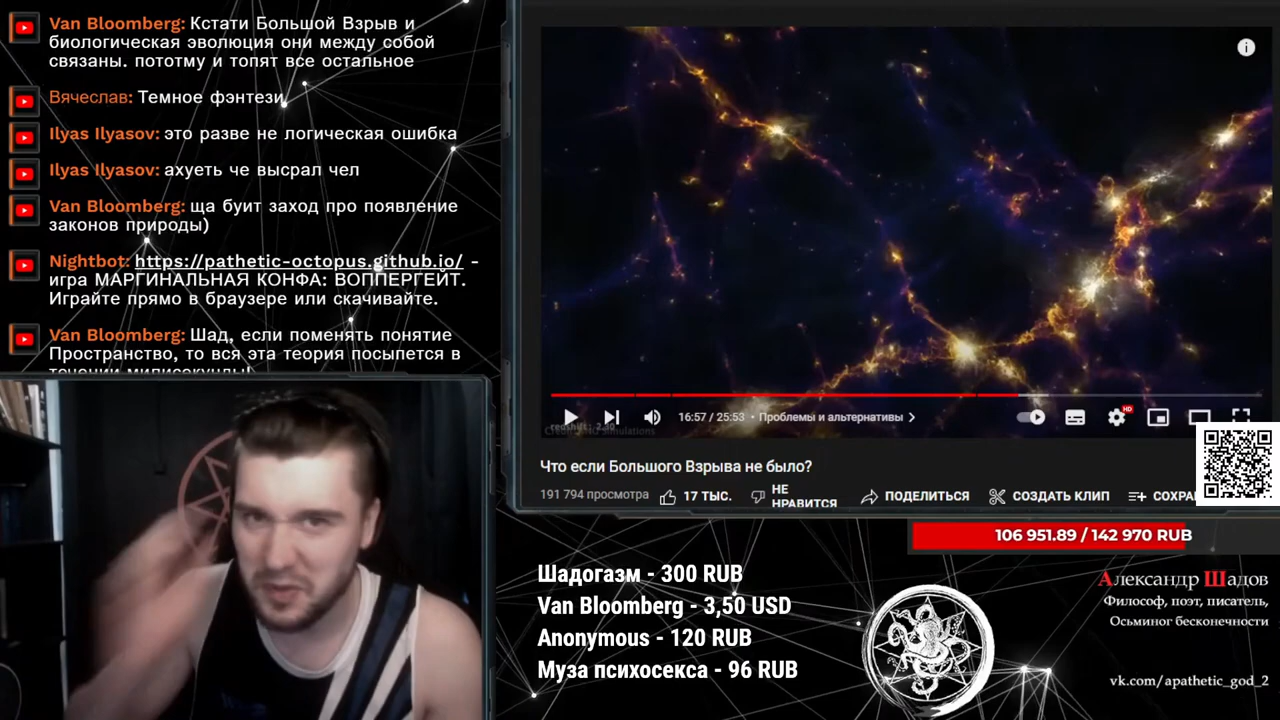 Van Bloomberg: Кстати Большой Взрыв и
биологическая эволюция они между собой
связаны. пототму и топят все остальное
Вячеслав: Темное фэнтези
Ilyas Ilyasov: это разве не логическая ошибка
Ilyas Ilyasov: ахуеть че высрал чел
Van Bloomberg: ща буит заход про появление
законов природы)
Nightbot: https://pathetic-octopus.github.io/ -
игра МАРГИНАЛЬНАЯ КОНФА: ВОППЕРГЕЙТ.
Играйте прямо в браузере или скачивайте.
Van Bloomberg: Шад, если поменять понятие
Пространство, то вся эта теория посыпется в
течении милисекунды!
16:57 / 25:53 • Проблемы и альтернативы
HD
Что если Большого Взрыва не было?
191 794 просмотра
17 ТЫС.
НЕ
НРАВИТСЯ
ПОДЕЛИТЬСЯ
СОЗДАТЬ КЛИП
106 951.89 / 142 970 RUB
Шадогазм - 300 RUB
Van Bloomberg - 3,50 USD
Anonymous - 120 RUB
Муза психосекса - 96 RUB
Александр Шадов
Философ, поэт, писатель,
Осьминог бесконечности
vk.com/apathetic_god_2